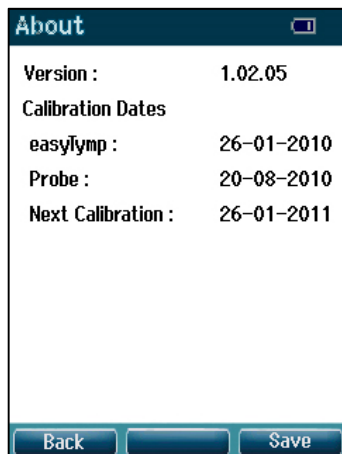 About
Version : 1.02.05
Calibration Dates
easyTymp : 26-01-2010
Probe : 20-08-2010
Next Calibration : 26-01-2011
Back Save